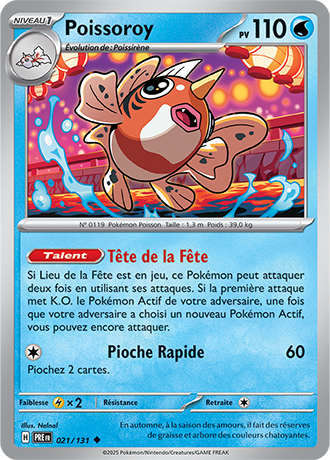 NIVEAU 1
Poissoroy
PV 110
Évolution de : Poissirène
N° 0119 Pokémon Poisson Taille : 1,3 m Poids : 39,0 kg
Talent Tête de la Fête
Si Lieu de la Fête est en jeu, ce Pokémon peut attaquer
deux fois en utilisant ses attaques. Si la première attaque
met K.O. le Pokémon Actif de votre adversaire, une fois
que votre adversaire a choisi un nouveau Pokémon Actif,
vous pouvez encore attaquer.
Pioche Rapide 60
Piochez 2 cartes.
Faiblesse ×2 Résistance Retraite
Illus. Nelnal
H PRE FR 021/131
En automne, à la saison des amours, il fait des réserves
de graisse et arbore des couleurs chatoyantes.
©2025 Pokémon/Nintendo/Creatures/GAME FREAK